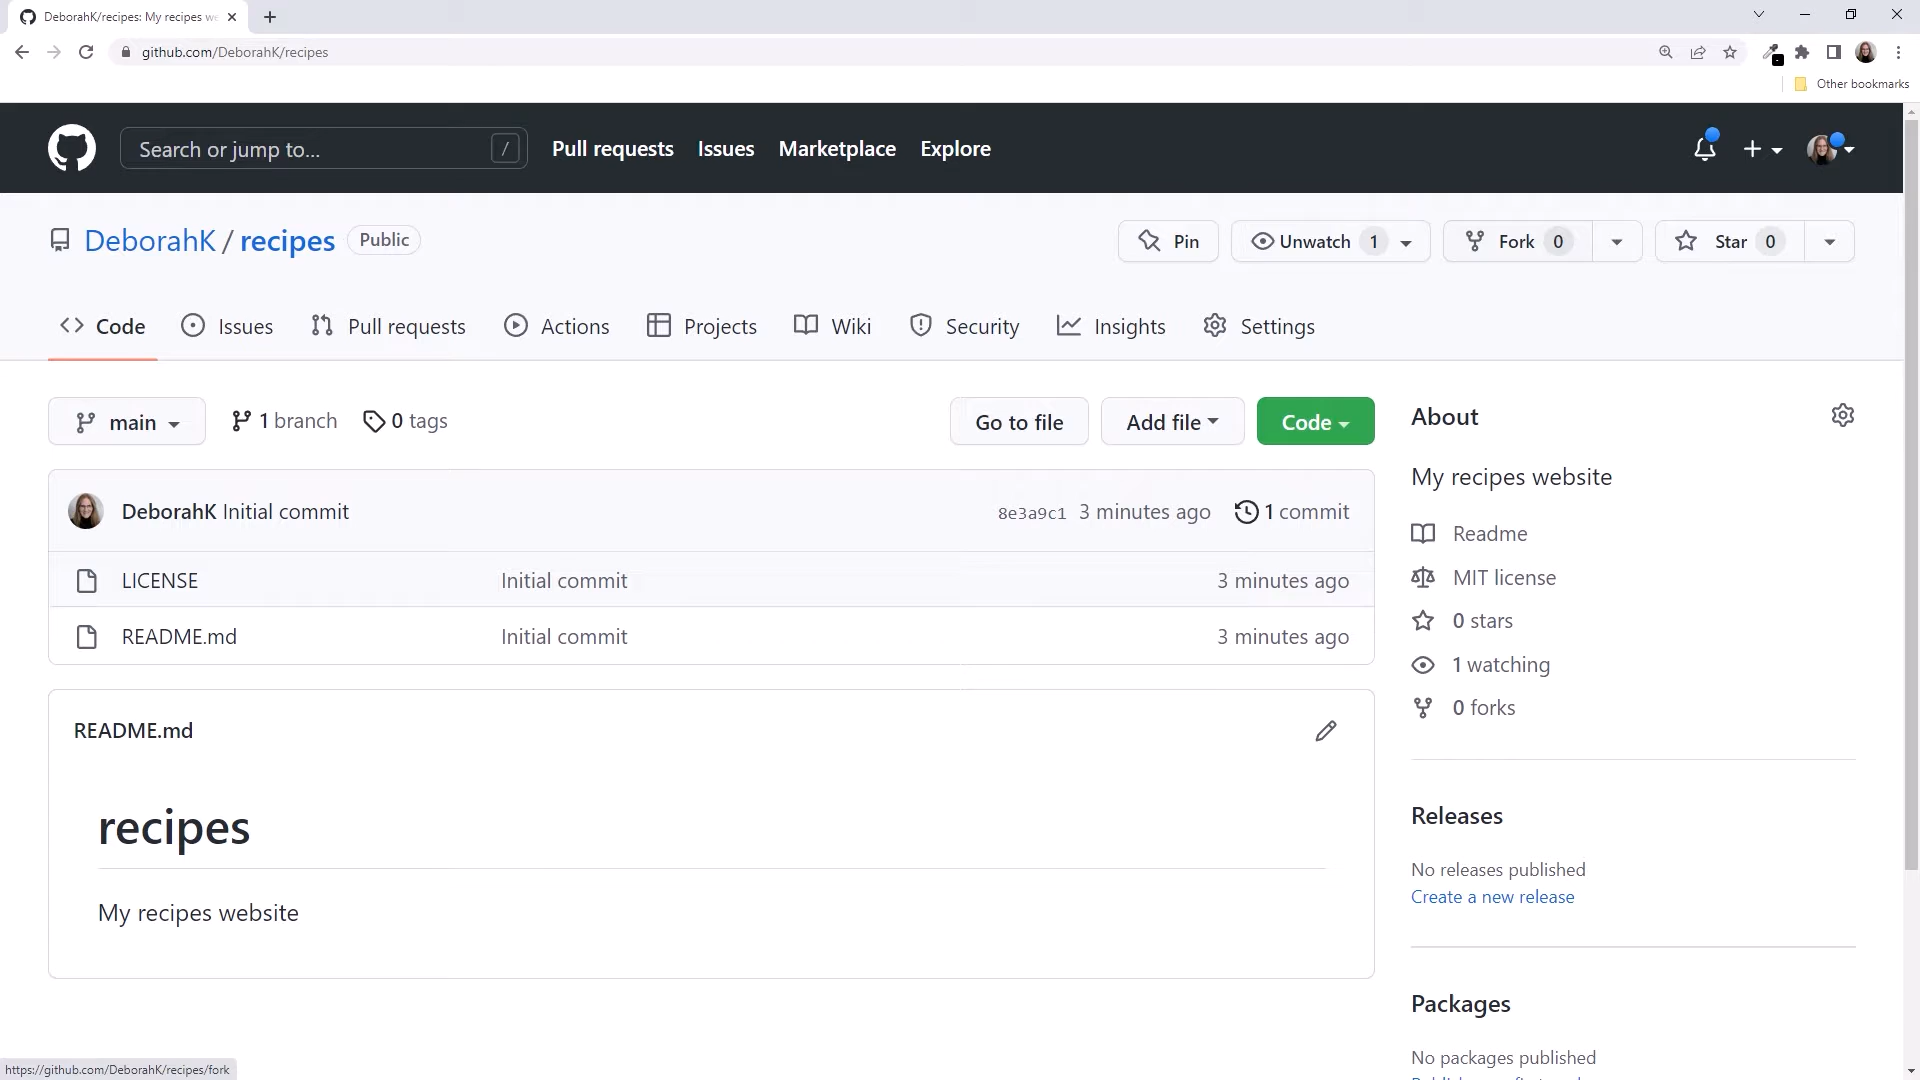 DeborahK/recipes: My recipes we
github.com/DeborahK/recipes
Other bookmarks
Search or jump to... /
Pull requests Issues Marketplace Explore
DeborahK / recipes Public
Pin Unwatch 1 Fork 0 Star 0
Code Issues Pull requests Actions Projects Wiki Security Insights Settings
main 1 branch 0 tags Go to file Add file Code
DeborahK Initial commit 8e3a9c1 3 minutes ago 1 commit
LICENSE Initial commit 3 minutes ago
README.md Initial commit 3 minutes ago
README.md
recipes
My recipes website
About
My recipes website
Readme
MIT license
0 stars
1 watching
0 forks
Releases
No releases published
Create a new release
Packages
No packages published
https://github.com/DeborahK/recipes/fork